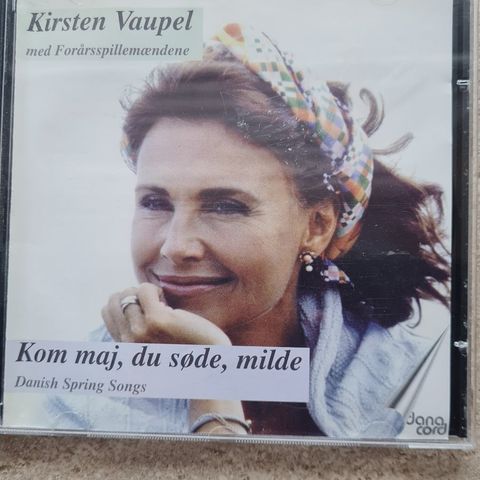 Kirsten Vaupel
med Forårsspillemændene
Kom maj, du søde, milde
Danish Spring Songs
dana
cord